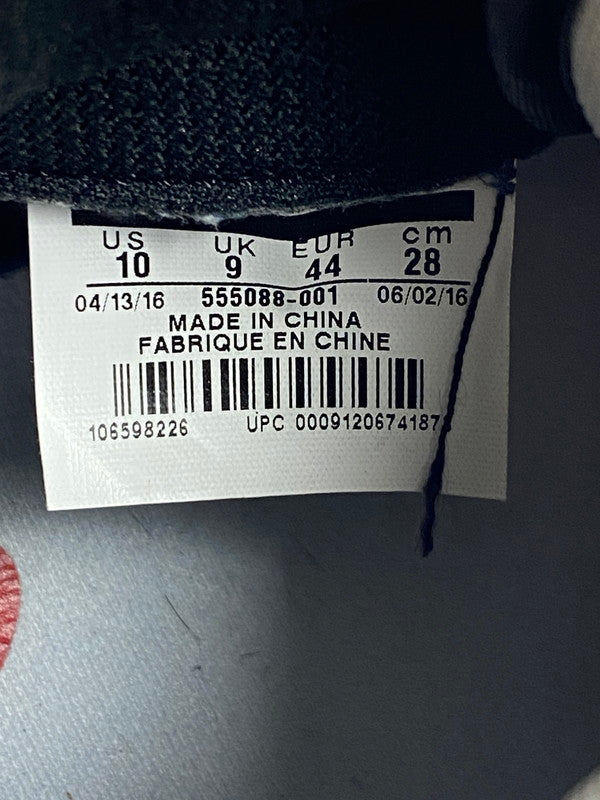 US UK EUR cm
10 9 44 28
04/13/16 555088-001 06/02/16
MADE IN CHINA
FABRIQUE EN CHINE
106598226 UPC 0009120674187